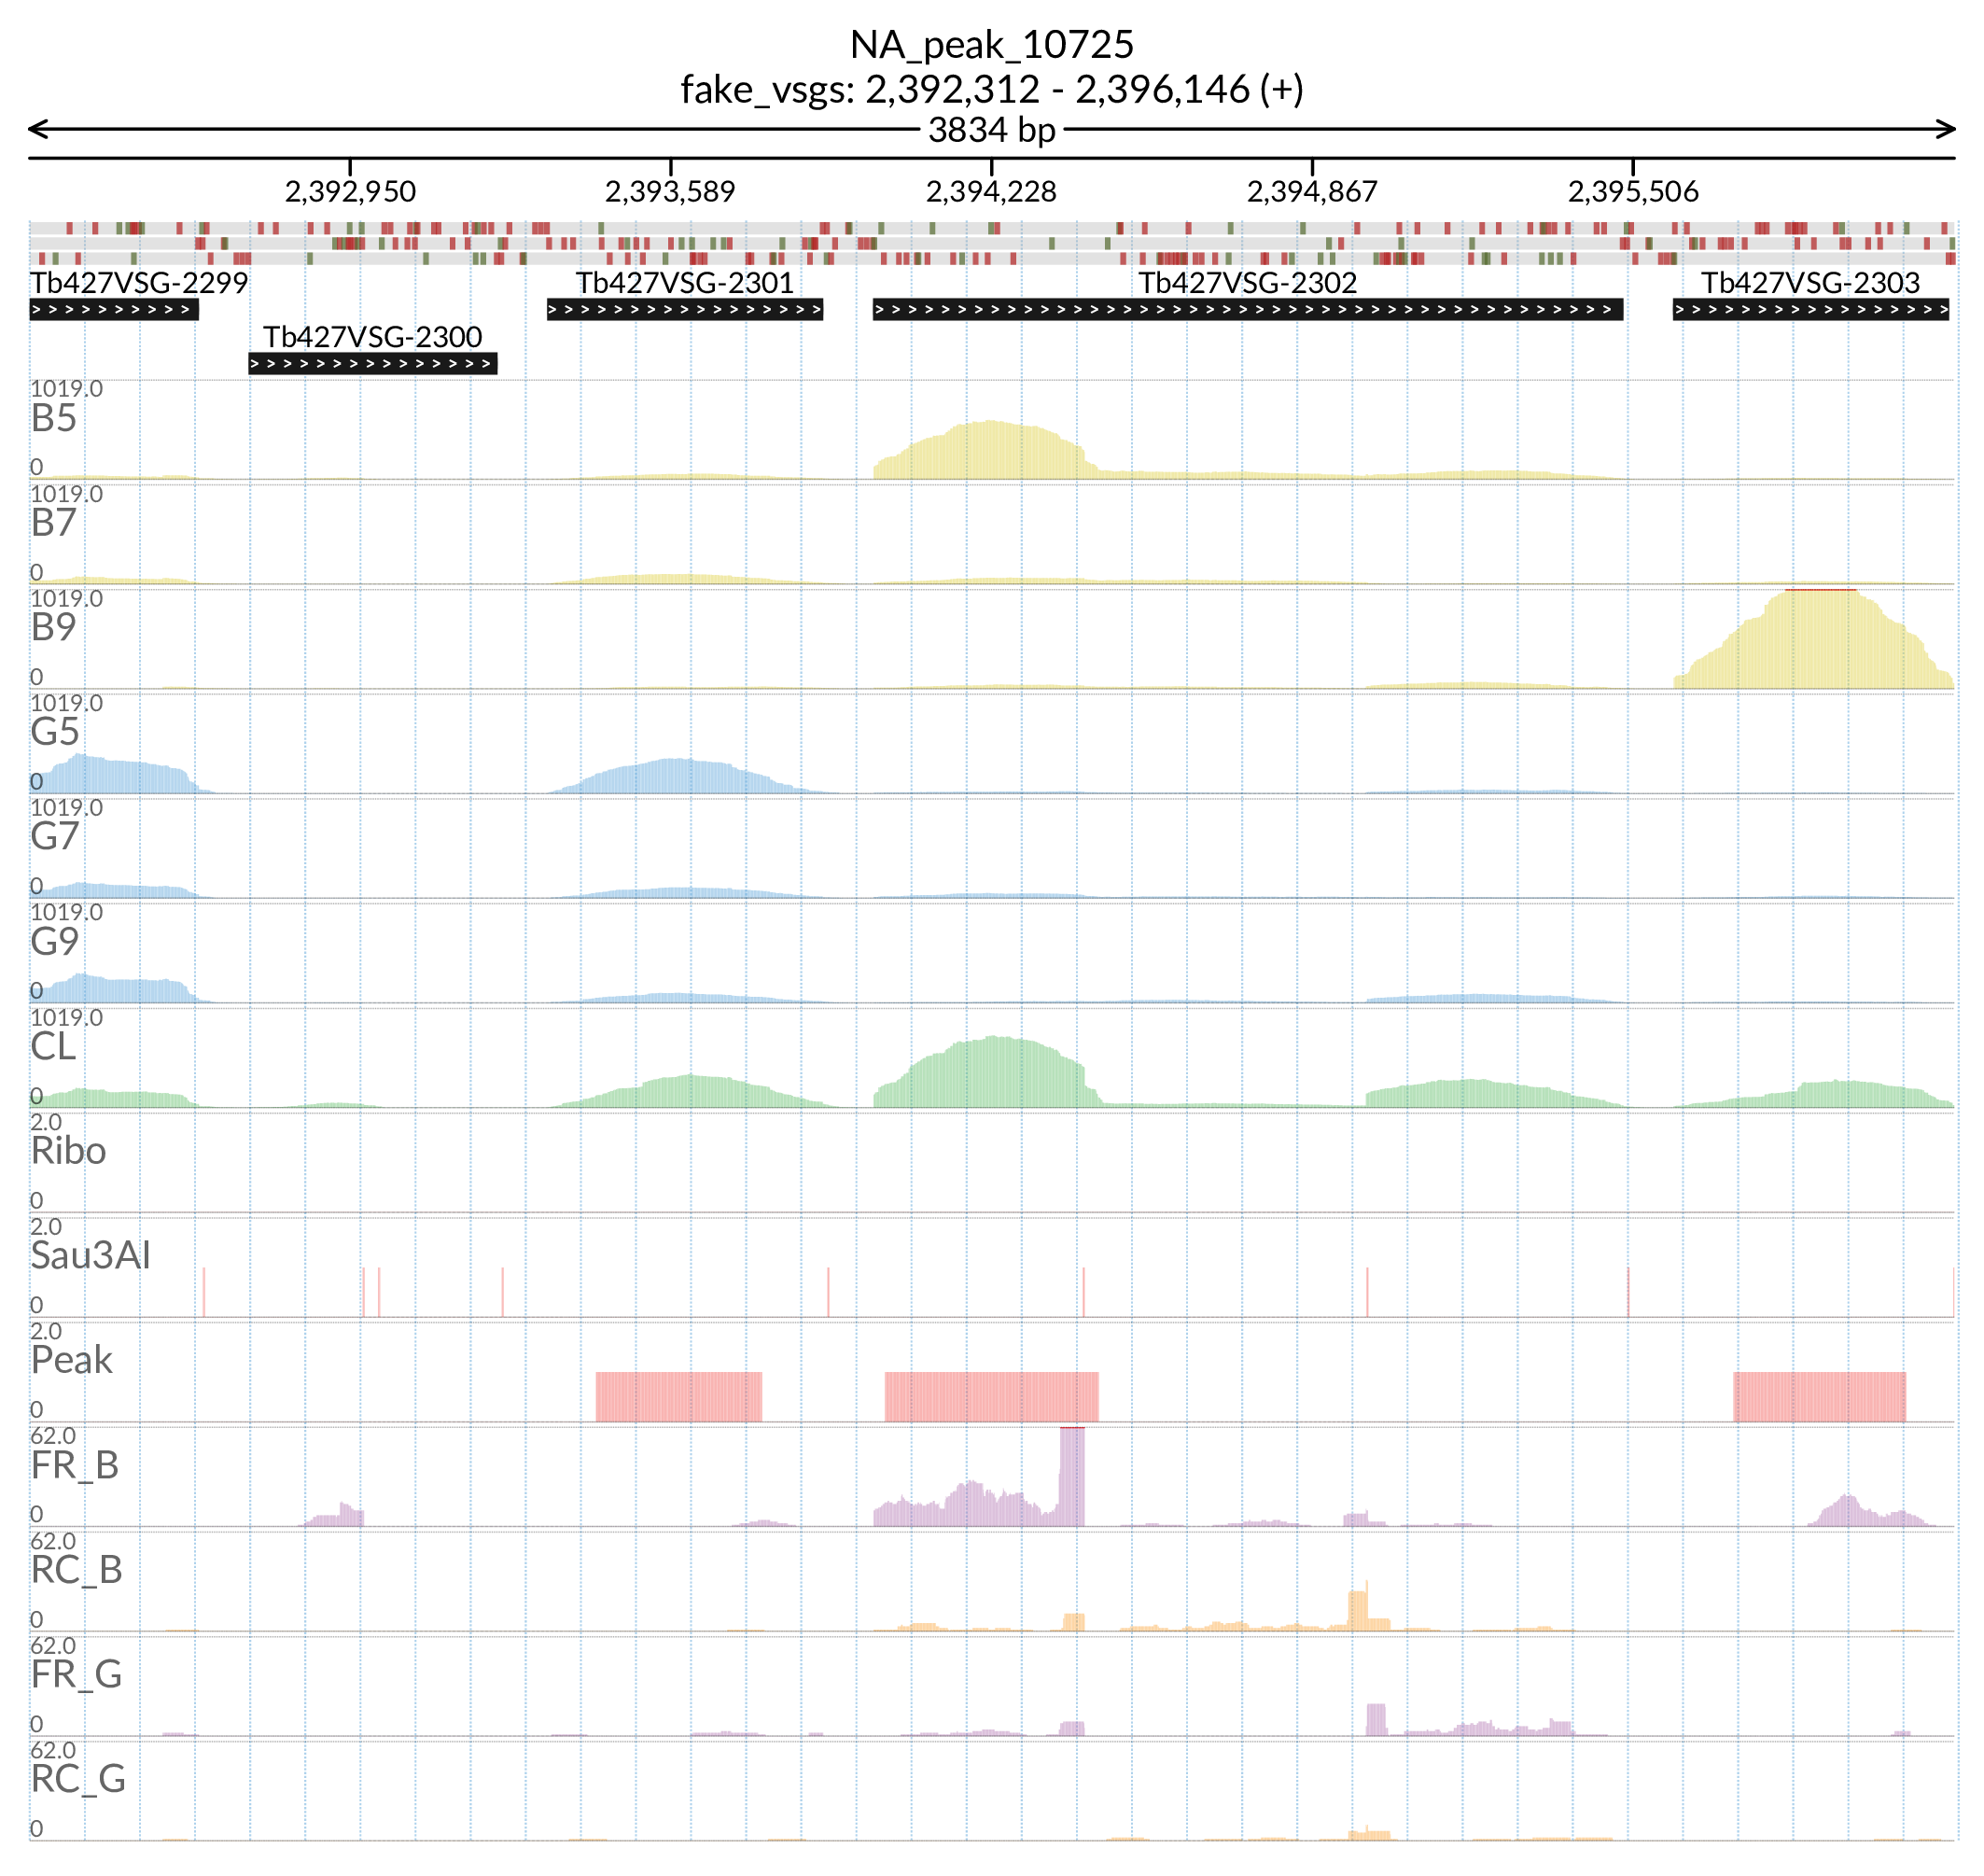 NA_peak_10725
fake_vsgs: 2,392,312 - 2,396,146 (+)
3834 bp
2,392,950 2,393,589 2,394,228 2,394,867 2,395,506
Tb427VSG-2299 Tb427VSG-2301 Tb427VSG-2302 Tb427VSG-2303
Tb427VSG-2300
1019.0
B5
0
1019.0
B7
0
1019.0
B9
0
1019.0
G5
0
1019.0
G7
0
1019.0
G9
0
1019.0
CL
0
2.0
Ribo
0
2.0
Sau3AI
0
2.0
Peak
0
62.0
FR_B
0
62.0
RC_B
0
62.0
FR_G
0
62.0
RC_G
0